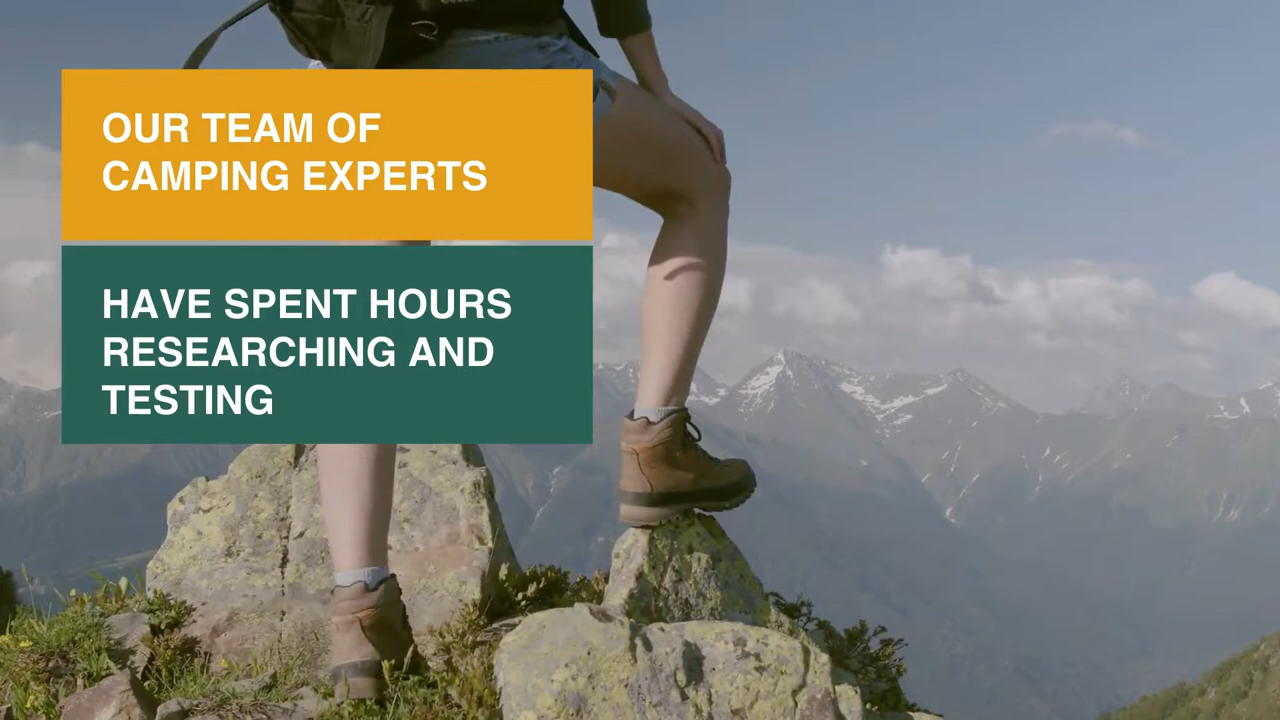 OUR TEAM OF
CAMPING EXPERTS
HAVE SPENT HOURS
RESEARCHING AND
TESTING